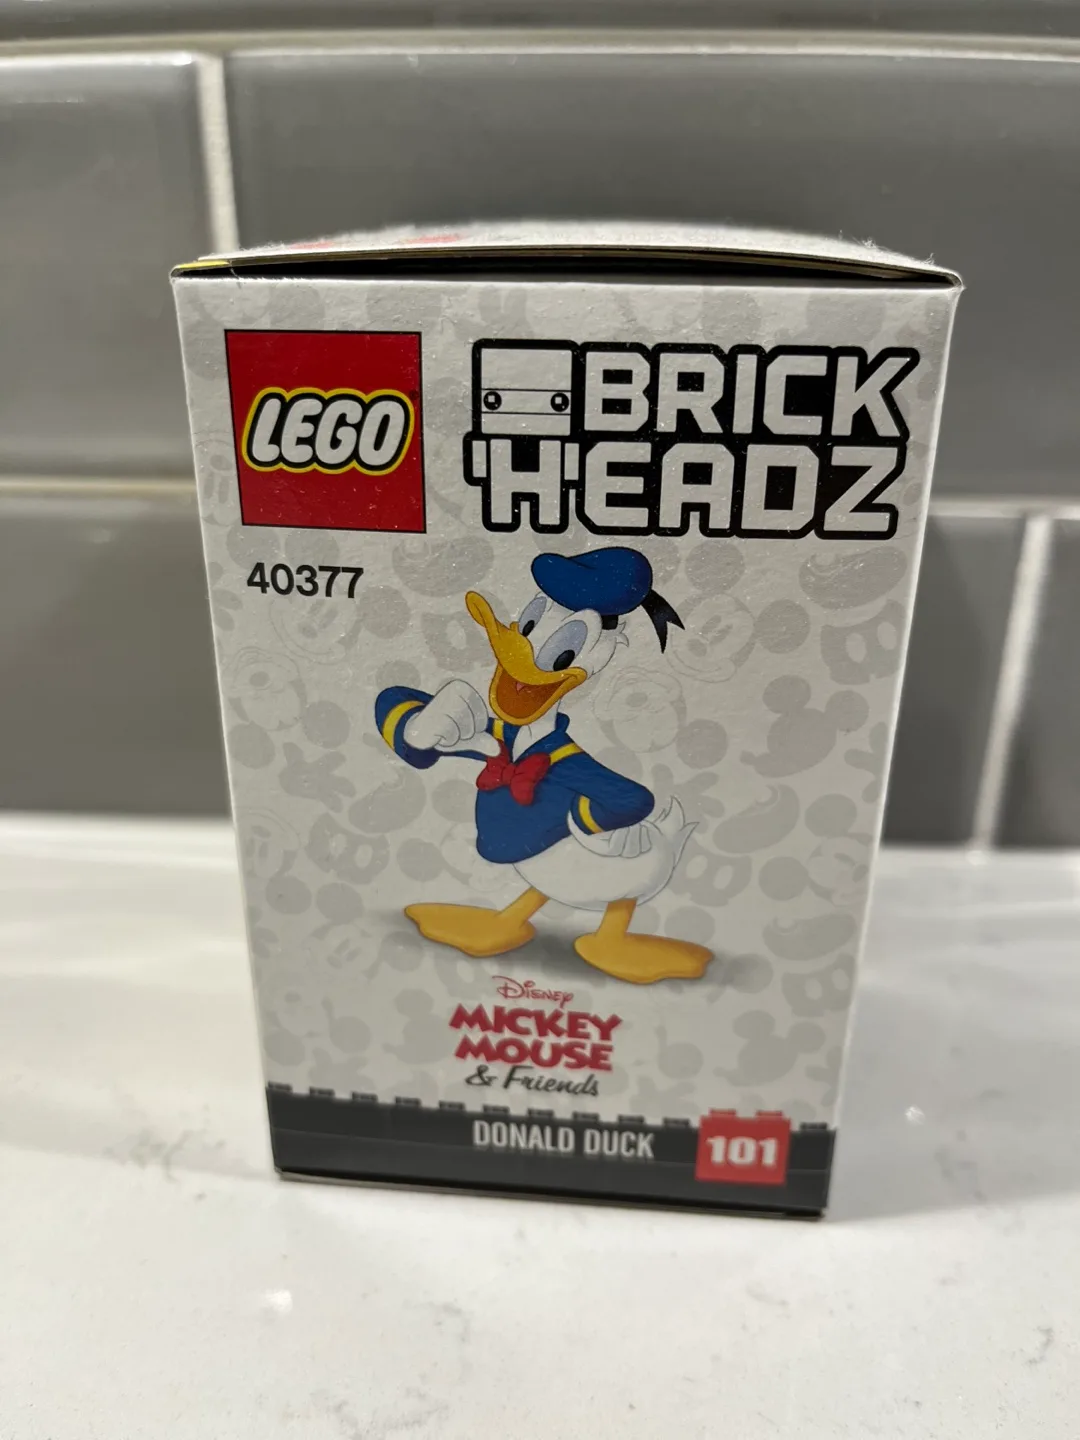 LEGO
BRICK
HEADZ
40377
Disney
MICKEY
MOUSE
& Friends
DONALD DUCK
101